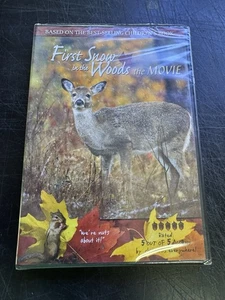 BASED ON THE BEST-SELLING CHILDREN'S BOOK
First Snow
in the
Woods the MOVIE
"we're nuts
about it!"
Rated
5 out of 5